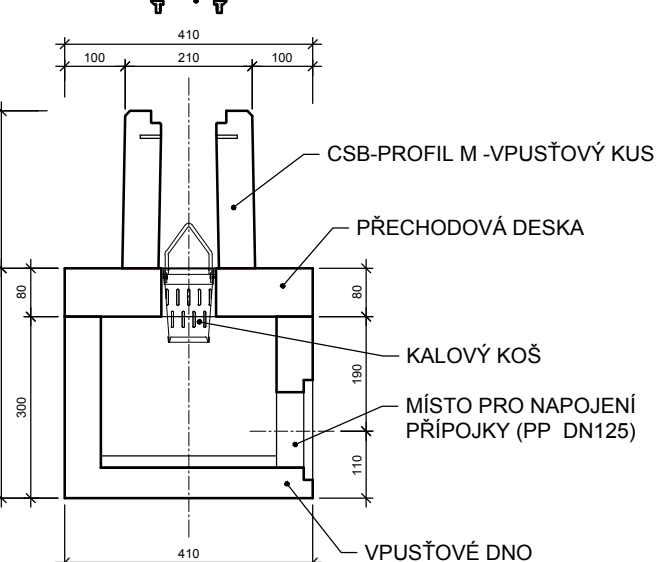 410
100 210 100
CSB-PROFIL M -VPUSŤOVÝ KUS
PŘECHODOVÁ DESKA
80
80
KALOVÝ KOŠ
190
MÍSTO PRO NAPOJENÍ
PŘÍPOJKY (PP DN125)
300
110
VPUSŤOVÉ DNO
410